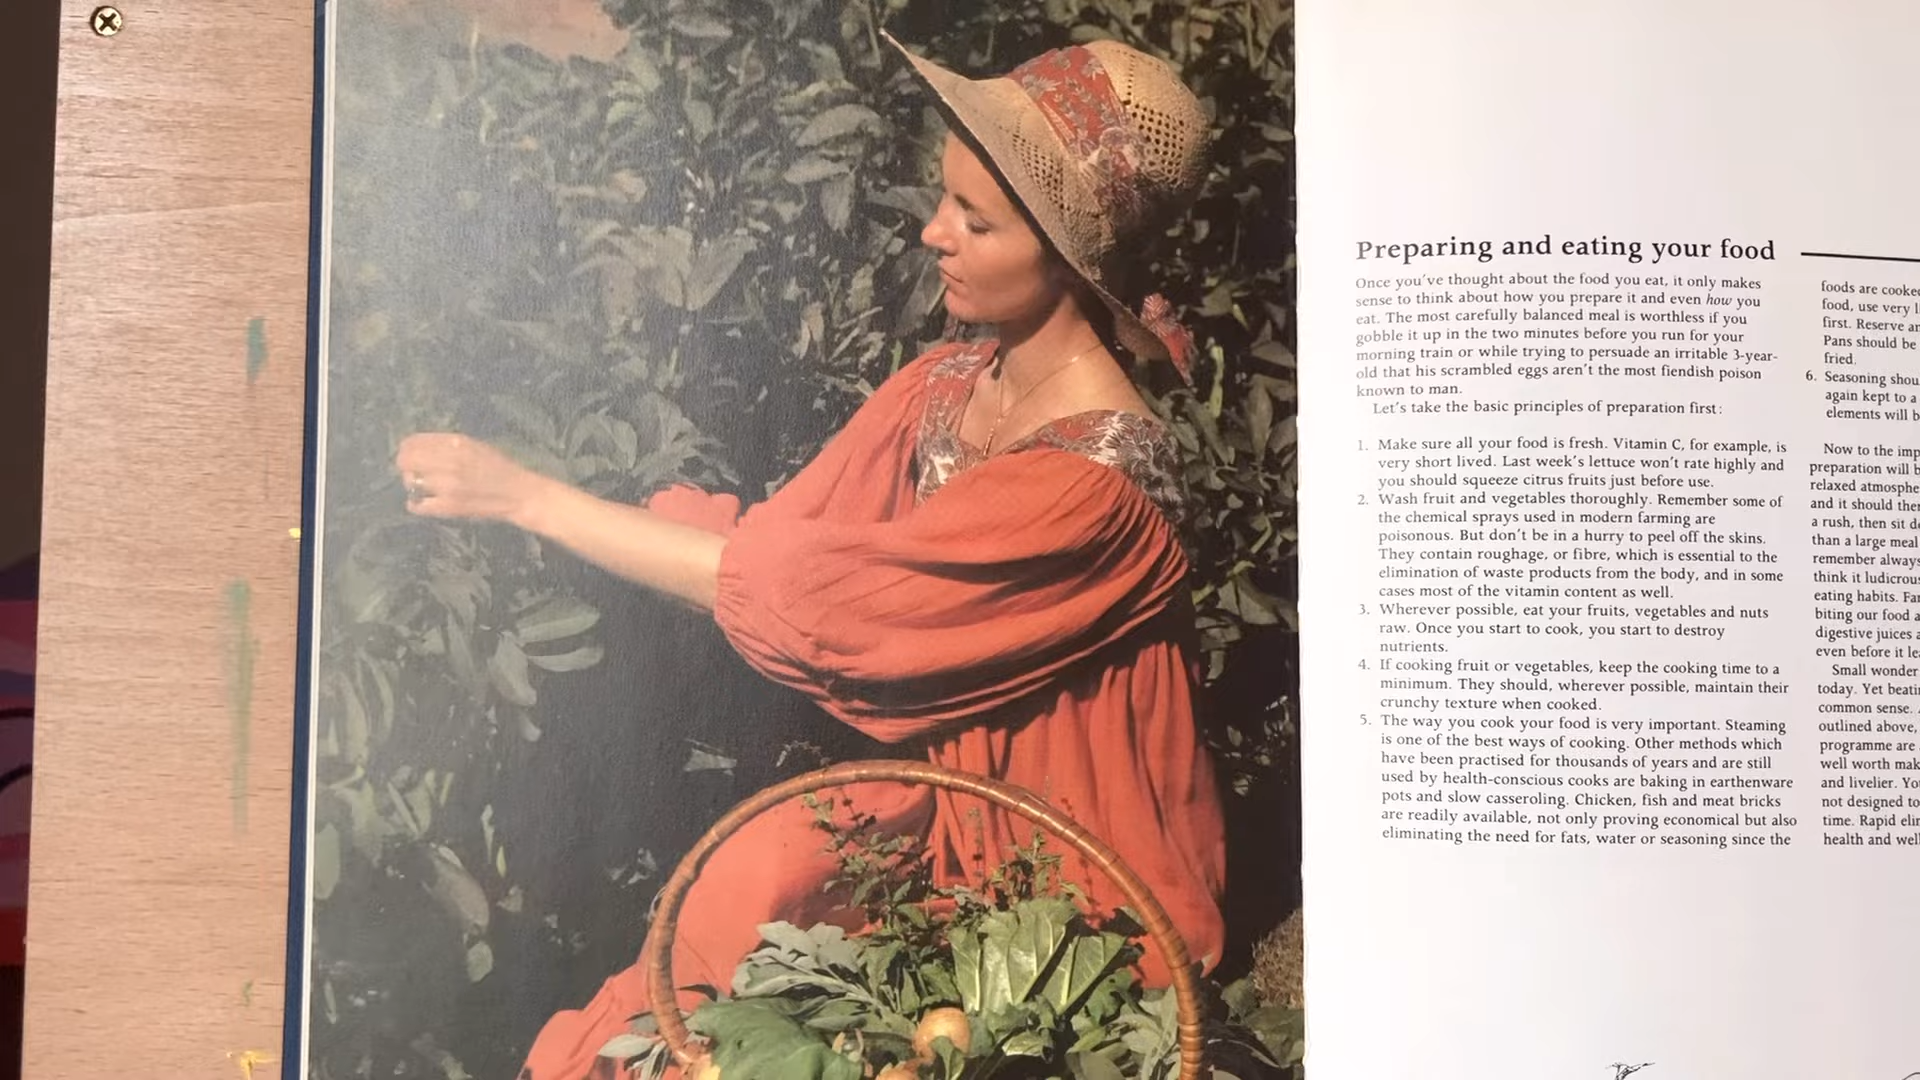 Preparing and eating your food
Once you've thought about the food you eat, it only makes
sense to think about how you prepare it and even how you
eat. The most carefully balanced meal is worthless if you
gobble it up in the two minutes before you run for your
morning train or while trying to persuade an irritable 3-year-
old that his scrambled eggs aren't the most fiendish poison
known to man.
Let's take the basic principles of preparation first:
1. Make sure all your food is fresh. Vitamin C, for example, is
very short lived. Last week's lettuce won't rate highly and
you should squeeze citrus fruits just before use.
2. Wash fruit and vegetables thoroughly. Remember some of
the chemical sprays used in modern farming are
poisonous. But don't be in a hurry to peel off the skins.
They contain roughage, or fibre, which is essential to the
elimination of waste products from the body, and in some
cases most of the vitamin content as well.
3. Wherever possible, eat your fruits, vegetables and nuts
raw. Once you start to cook, you start to destroy
nutrients.
4. If cooking fruit or vegetables, keep the cooking time to a
minimum. They should, wherever possible, maintain their
crunchy texture when cooked.
5. The way you cook your food is very important. Steaming
is one of the best ways of cooking. Other methods which
have been practised for thousands of years and are still
used by health-conscious cooks are baking in earthenware
pots and slow casseroling. Chicken, fish and meat bricks
are readily available, not only proving economical but also
eliminating the need for fats, water or seasoning since the
foods are
food, use very
first. Reserve
Pans should be
fried.
6. Seasoning
again kept to a
elements will
Now to the
preparation will
relaxed
and it should
a rush, then sit
than a large meal
remember
think it
eating habits.
biting our food
digestive juices
even before it
Small wonder
today. Yet
common sense.
outlined above,
programme are
well worth
and livelier.
not designed to
time. Rapid
health and